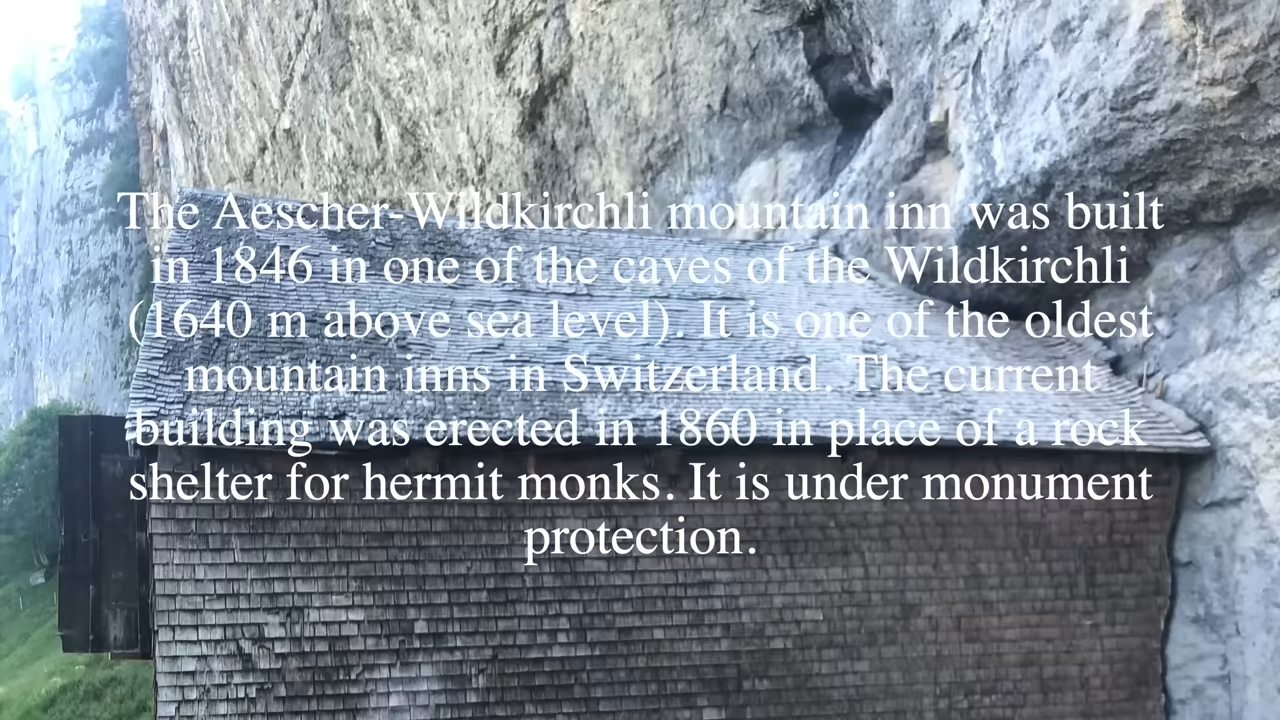 The Aescher-Wildkirchli mountain inn was built
in 1846 in one of the caves of the Wildkirchli
(1640 m above sea level). It is one of the oldest
mountain inns in Switzerland. The current
building was erected in 1860 in place of a rock
shelter for hermit monks. It is under monument
protection.